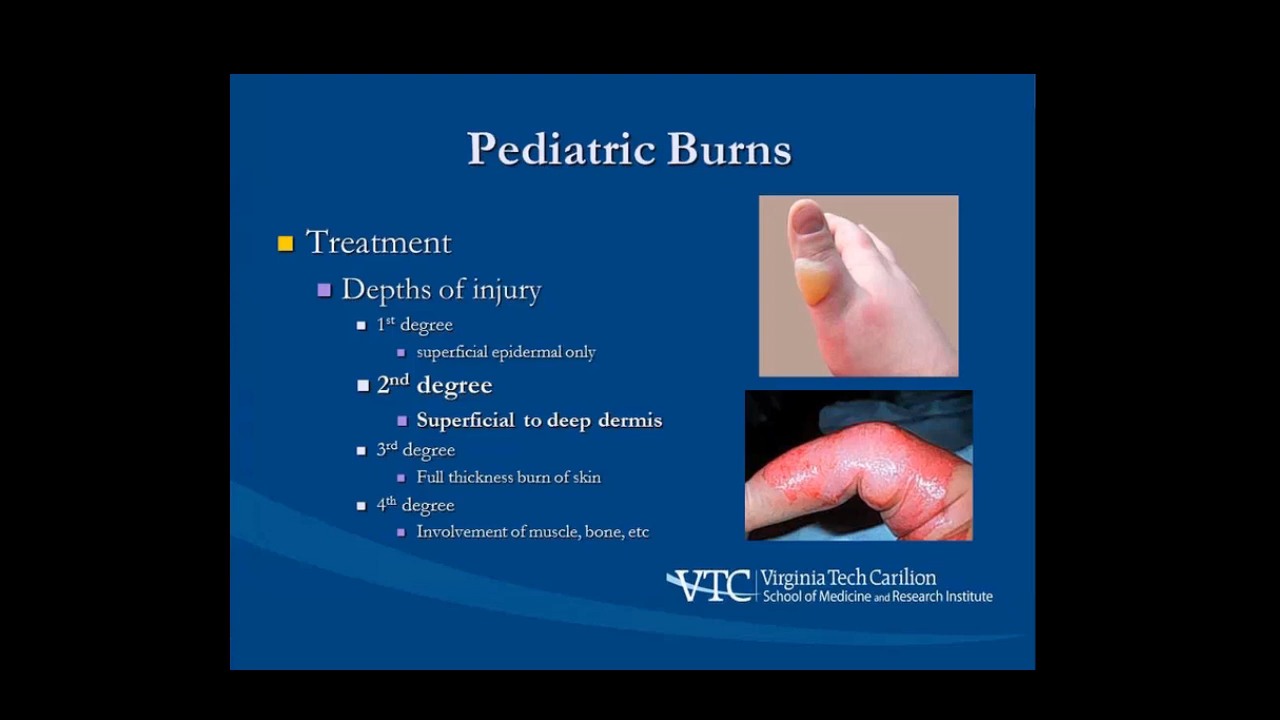 Pediatric Burns
Treatment
Depths of injury
1st degree
superficial epidermal only
2nd degree
Superficial to deep dermis
3rd degree
Full thickness burn of skin
4th degree
Involvement of muscle, bone, etc
VTC Virginia Tech Carilion
School of Medicine and Research Institute